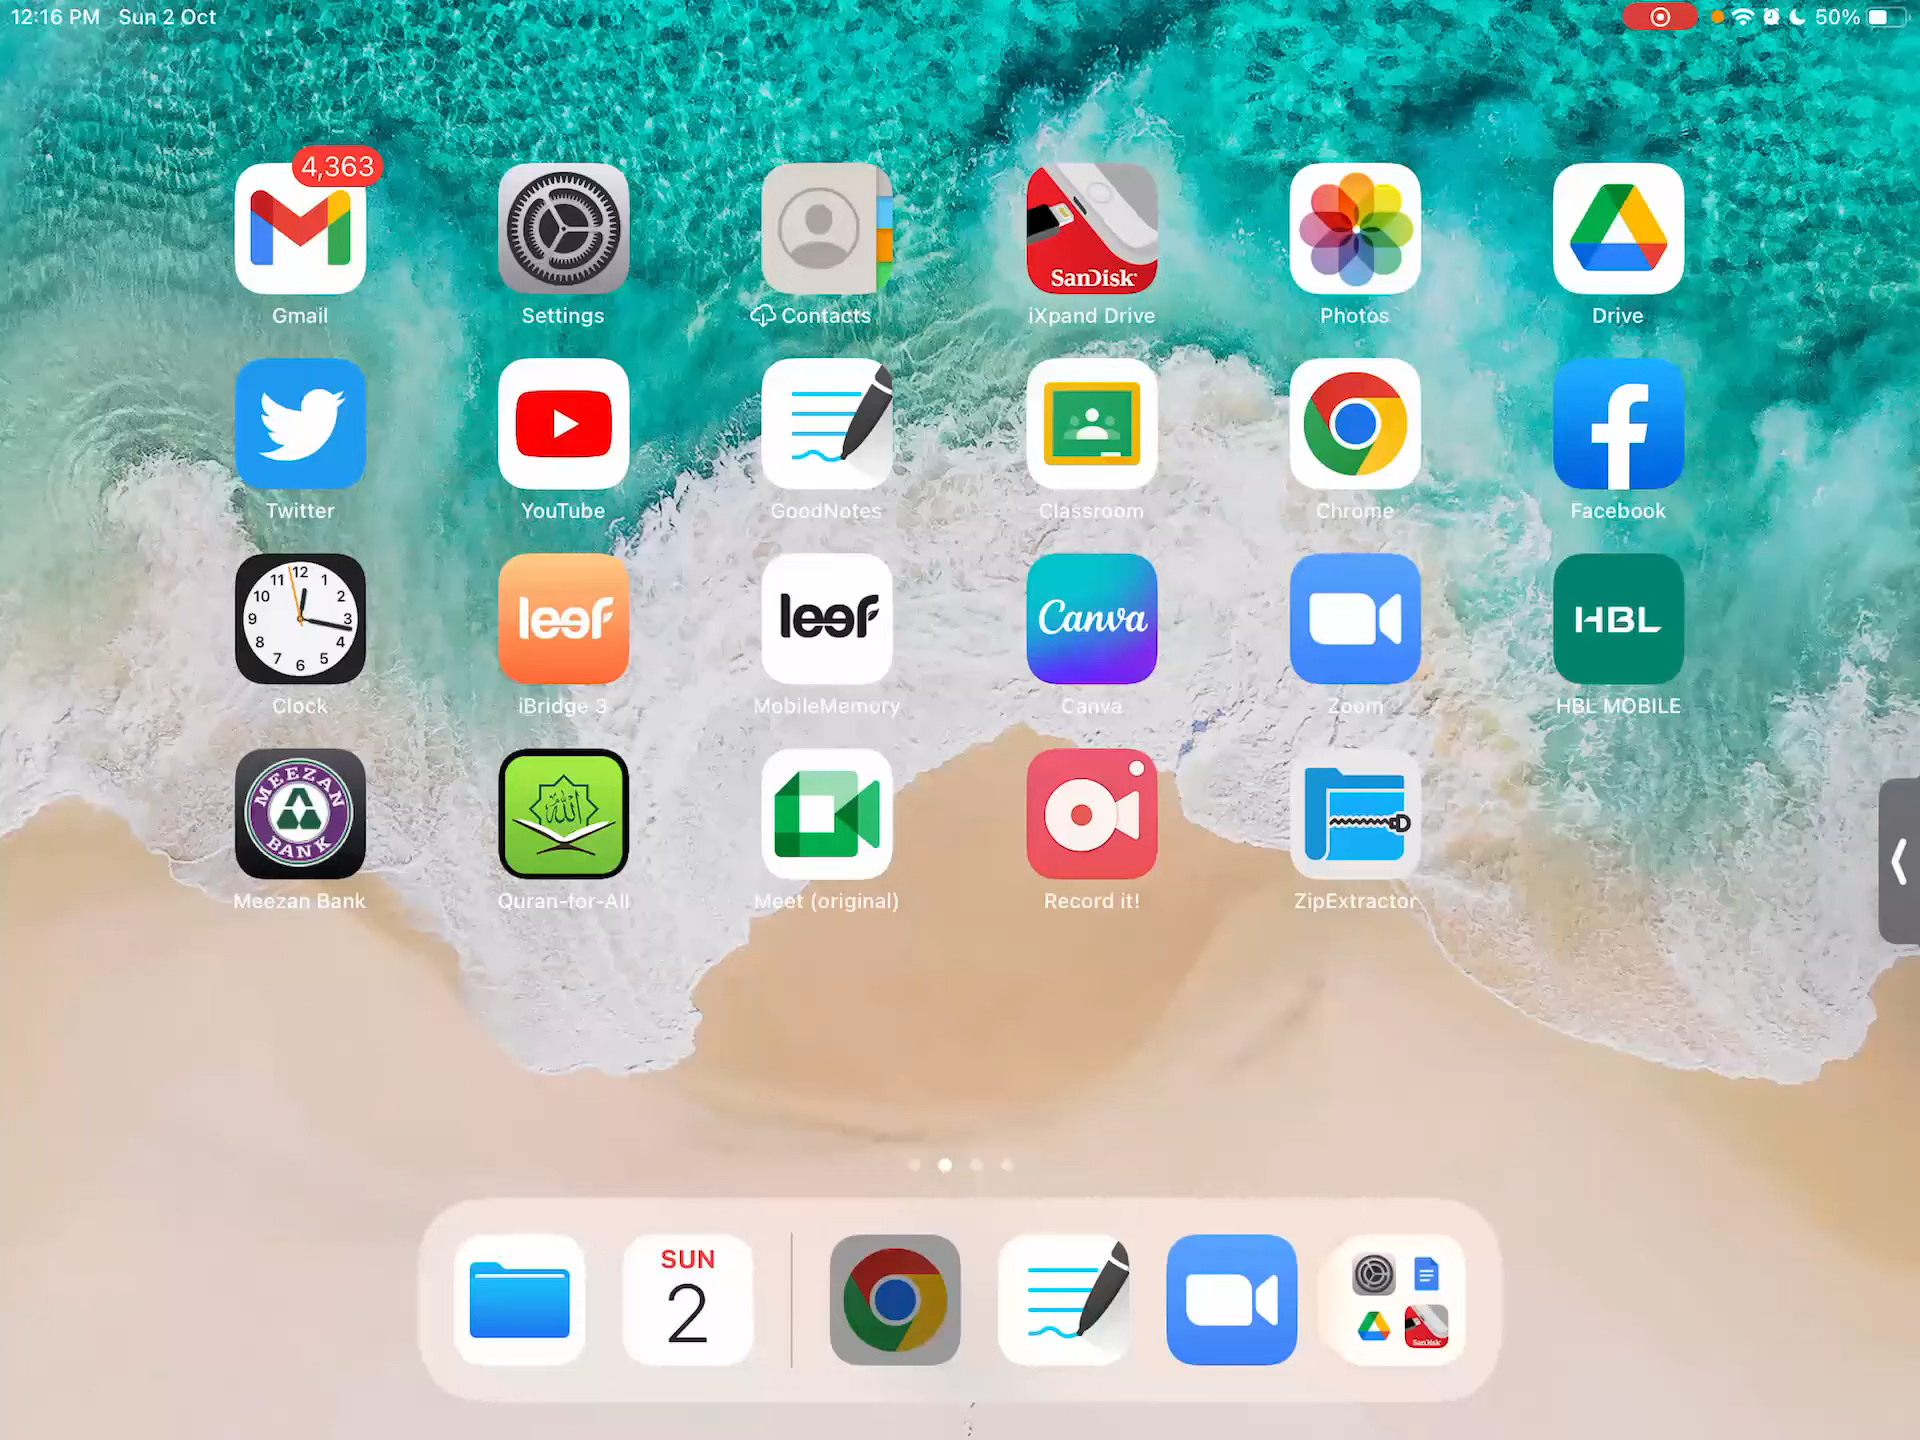 12:16 PM Sun 2 Oct
50%
4,363
SanDisk
Gmail
Settings
Contacts
iXpand Drive
Photos
Drive
Twitter
YouTube
GoodNotes
Classroom
Chrome
Facebook
12 1 2 3 4 5 6 7 8 9 10 11
leef
leef
Canva
HBL
Clock
iBridge 3
MobileMemory
Canva
Zoom
HBL MOBILE
MEEZAN BANK
الله
Meezan Bank
Quran-for-All
Meet (original)
Record it!
ZipExtractor
SUN
2
SanDisk